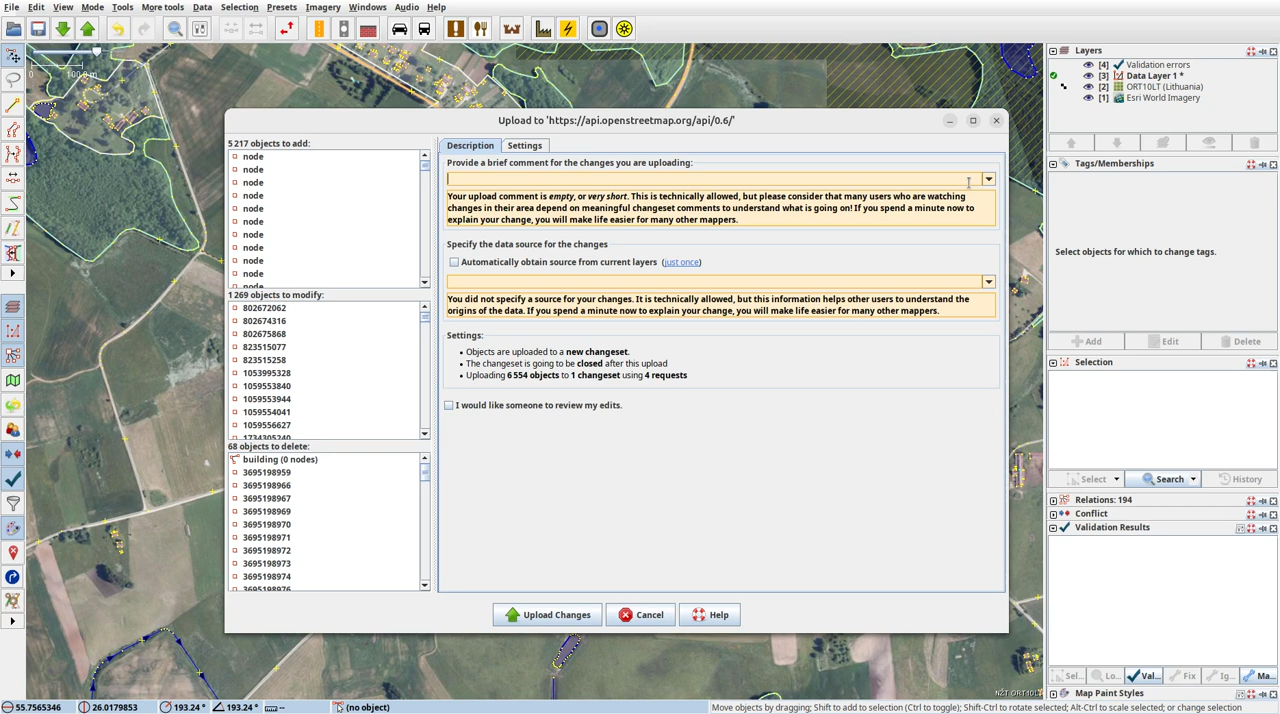 File Edit View Mode Tools More tools Data Selection Presets Imagery Windows Audio Help
0 100.0 m
Upload to 'https://api.openstreetmap.org/api/0.6/'
5 217 objects to add:
node
node
node
node
node
node
node
node
node
node
node
1 269 objects to modify:
802672062
802674316
802675868
823515077
823515258
1053995328
1059553840
1059553944
1059554041
1059556627
1734305240
68 objects to delete:
building (0 nodes)
3695198959
3695198966
3695198967
3695198969
3695198970
3695198971
3695198972
3695198973
3695198974
3695198976
Description Settings
Provide a brief comment for the changes you are uploading:
Your upload comment is empty, or very short. This is technically allowed, but please consider that many users who are watching
changes in their area depend on meaningful changeset comments to understand what is going on! If you spend a minute now to
explain your change, you will make life easier for many other mappers.
Specify the data source for the changes
Automatically obtain source from current layers (just once)
You did not specify a source for your changes. It is technically allowed, but this information helps other users to understand the
origins of the data. If you spend a minute now to explain your change, you will make life easier for many other mappers.
Settings:
• Objects are uploaded to a new changeset.
• The changeset is going to be closed after this upload
• Uploading 6 554 objects to 1 changeset using 4 requests
I would like someone to review my edits.
Upload Changes Cancel Help
Layers
[4] Validation errors
[3] Data Layer 1 *
[2] ORT10LT (Lithuania)
[1] Esri World Imagery
Tags/Memberships
Select objects for which to change tags.
Add Edit Delete
Selection
Select Search History
Relations: 194
Conflict
Validation Results
Sel... Lo... Val... Fix Ig... Ma...
Map Paint Styles
NŽT ORT10LT
55.7565346 26.0179853 193.24 ° 193.24 ° -- (no object) Move objects by dragging; Shift to add to selection (Ctrl to toggle); Shift-Ctrl to rotate selected; Alt-Ctrl to scale selected; or change selection